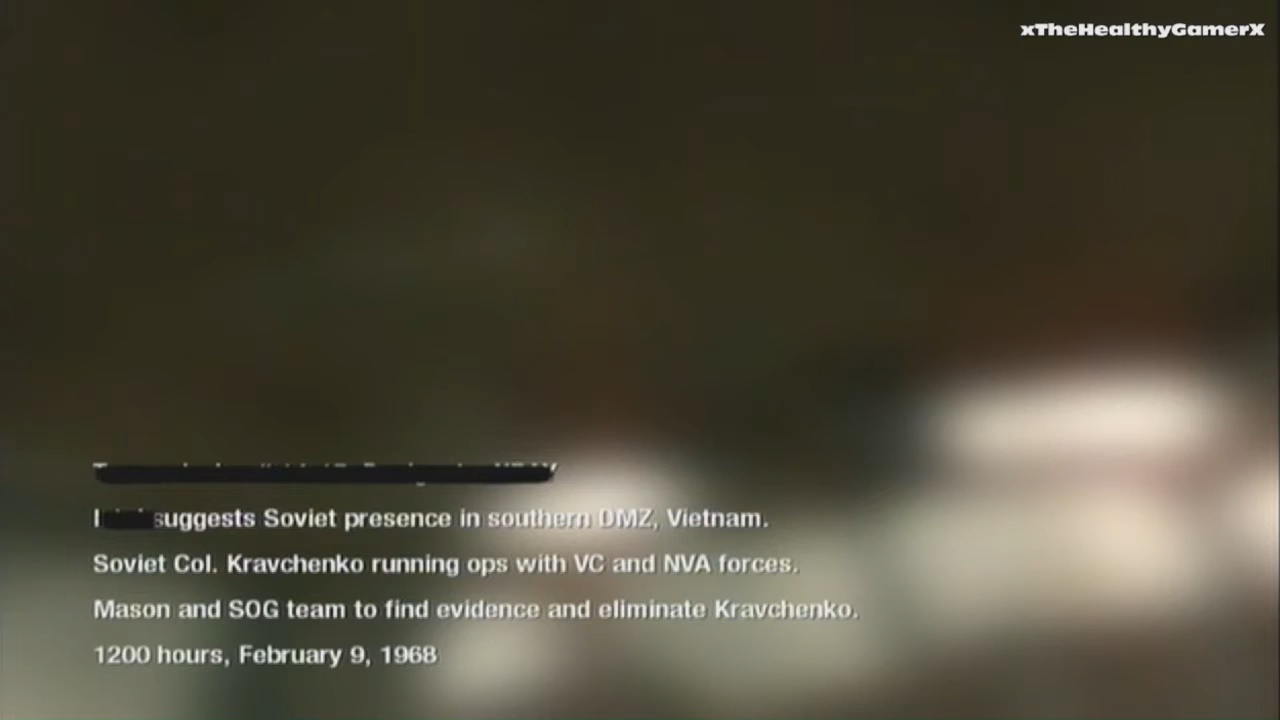 xTheHealthyGamerX
suggests Soviet presence in southern DMZ, Vietnam.
Soviet Col. Kravchenko running ops with VC and NVA forces.
Mason and SOG team to find evidence and eliminate Kravchenko.
1200 hours, February 9, 1968